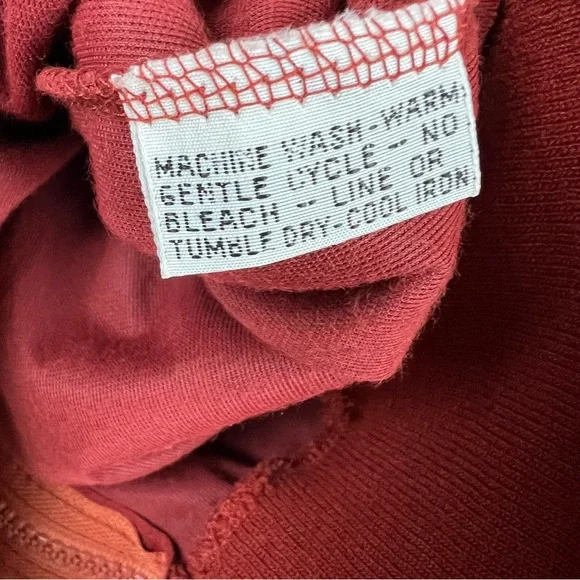 MACHINE WASH-WARM,
GENTLE CYCLE -- NO
BLEACH -- LINE OR
TUMBLE DRY-COOL IRON